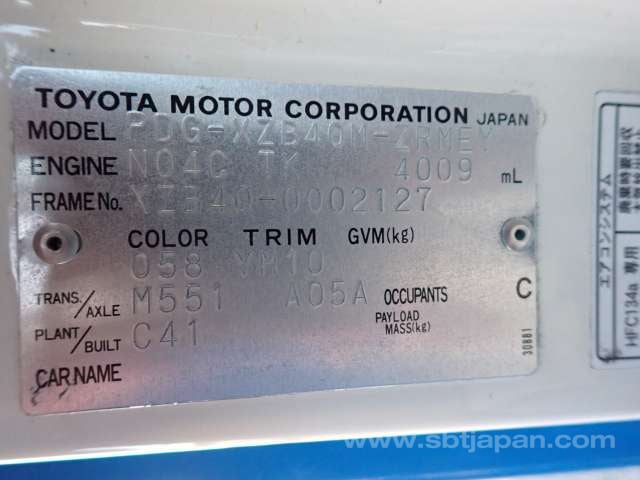 TOYOTA MOTOR CORPORATION JAPAN
MODEL PDG-XZB40M-ZRMEY
ENGINE N04C TK 4009 mL
FRAME No. XZB40-0002127
COLOR TRIM GVM(kg)
058 YM10
TRANS./AXLE M551 A05A OCCUPANTS C
PLANT/BUILT C41 PAYLOAD MASS(kg)
CAR NAME
30881
エアコンシステム
HFC134a 専用
www.sbtjapan.com